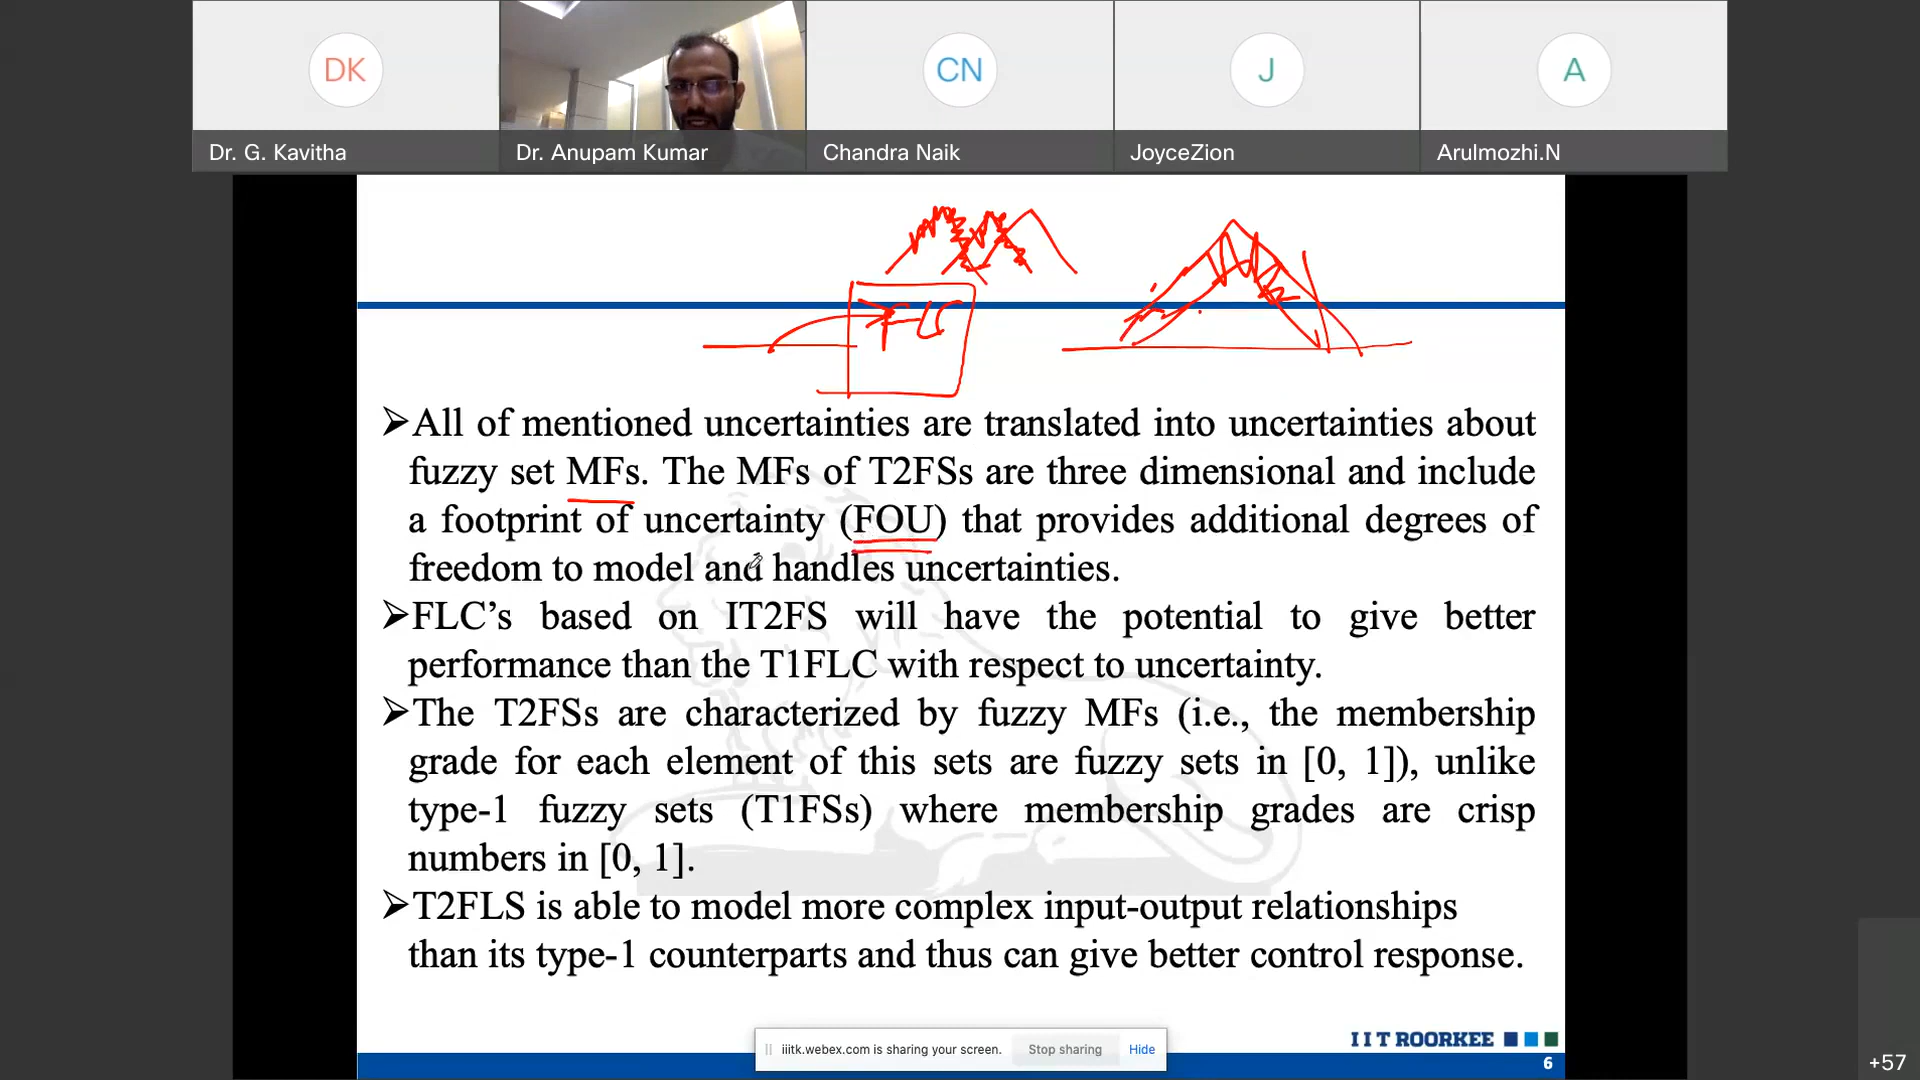 DK
CN
J
A
Dr. G. Kavitha
Dr. Anupam Kumar
Chandra Naik
JoyceZion
Arulmozhi.N
➢All of mentioned uncertainties are translated into uncertainties about
fuzzy set MFs. The MFs of T2FSs are three dimensional and include
a footprint of uncertainty (FOU) that provides additional degrees of
freedom to model and handles uncertainties.
➢FLC’s based on IT2FS will have the potential to give better
performance than the T1FLC with respect to uncertainty.
➢The T2FSs are characterized by fuzzy MFs (i.e., the membership
grade for each element of this sets are fuzzy sets in [0, 1]), unlike
type-1 fuzzy sets (T1FSs) where membership grades are crisp
numbers in [0, 1].
➢T2FLS is able to model more complex input-output relationships
than its type-1 counterparts and thus can give better control response.
IIT ROORKEE
iiitk.webex.com is sharing your screen.
Stop sharing
Hide
6
+57